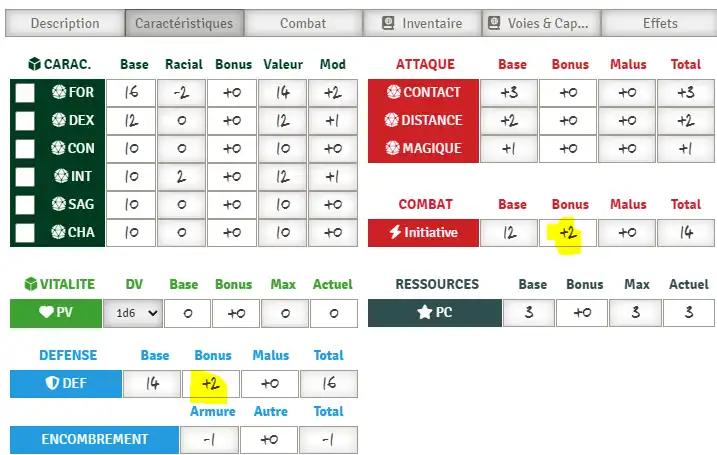 Description Caractéristiques Combat Inventaire Voies & Cap... Effets
CARAC. Base Racial Bonus Valeur Mod
FOR 16 -2 +0 14 +2
DEX 12 0 +0 12 +1
CON 10 0 +0 10 +0
INT 10 2 +0 12 +1
SAG 10 0 +0 10 +0
CHA 10 0 +0 10 +0
ATTAQUE Base Bonus Malus Total
CONTACT +3 +0 +0 +3
DISTANCE +2 +0 +0 +2
MAGIQUE +1 +0 +0 +1
COMBAT Base Bonus Malus Total
Initiative 12 +2 +0 14
VITALITE DV Base Bonus Max Actuel
PV 1d6 0 +0 0 0
RESSOURCES Base Bonus Max Actuel
PC 3 +0 3 3
DEFENSE Base Bonus Malus Total
DEF 14 +2 +0 16
Armure Autre Total
ENCOMBREMENT -1 +0 -1